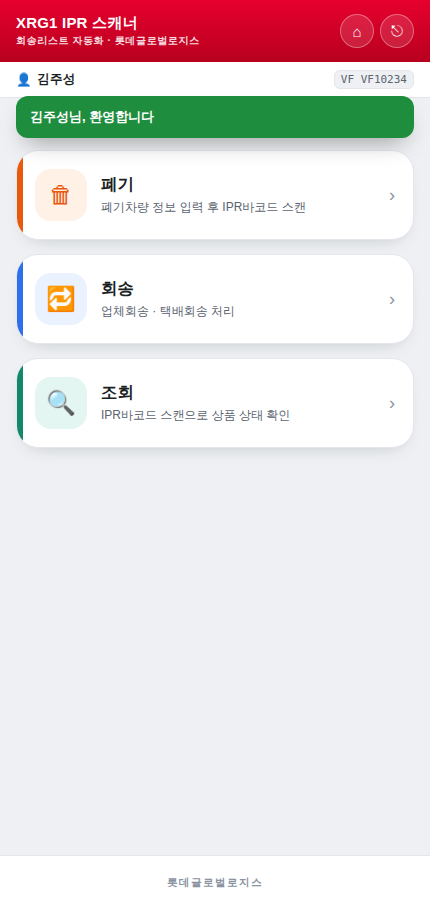 XRG1 IPR 스캐너
회송리스트 자동화 · 롯데글로벌로지스
김주성
VF VF10234
김주성님, 환영합니다
폐기
폐기차량 정보 입력 후 IPR바코드 스캔
회송
업체회송 · 택배회송 처리
조회
IPR바코드 스캔으로 상품 상태 확인
롯데글로벌로지스